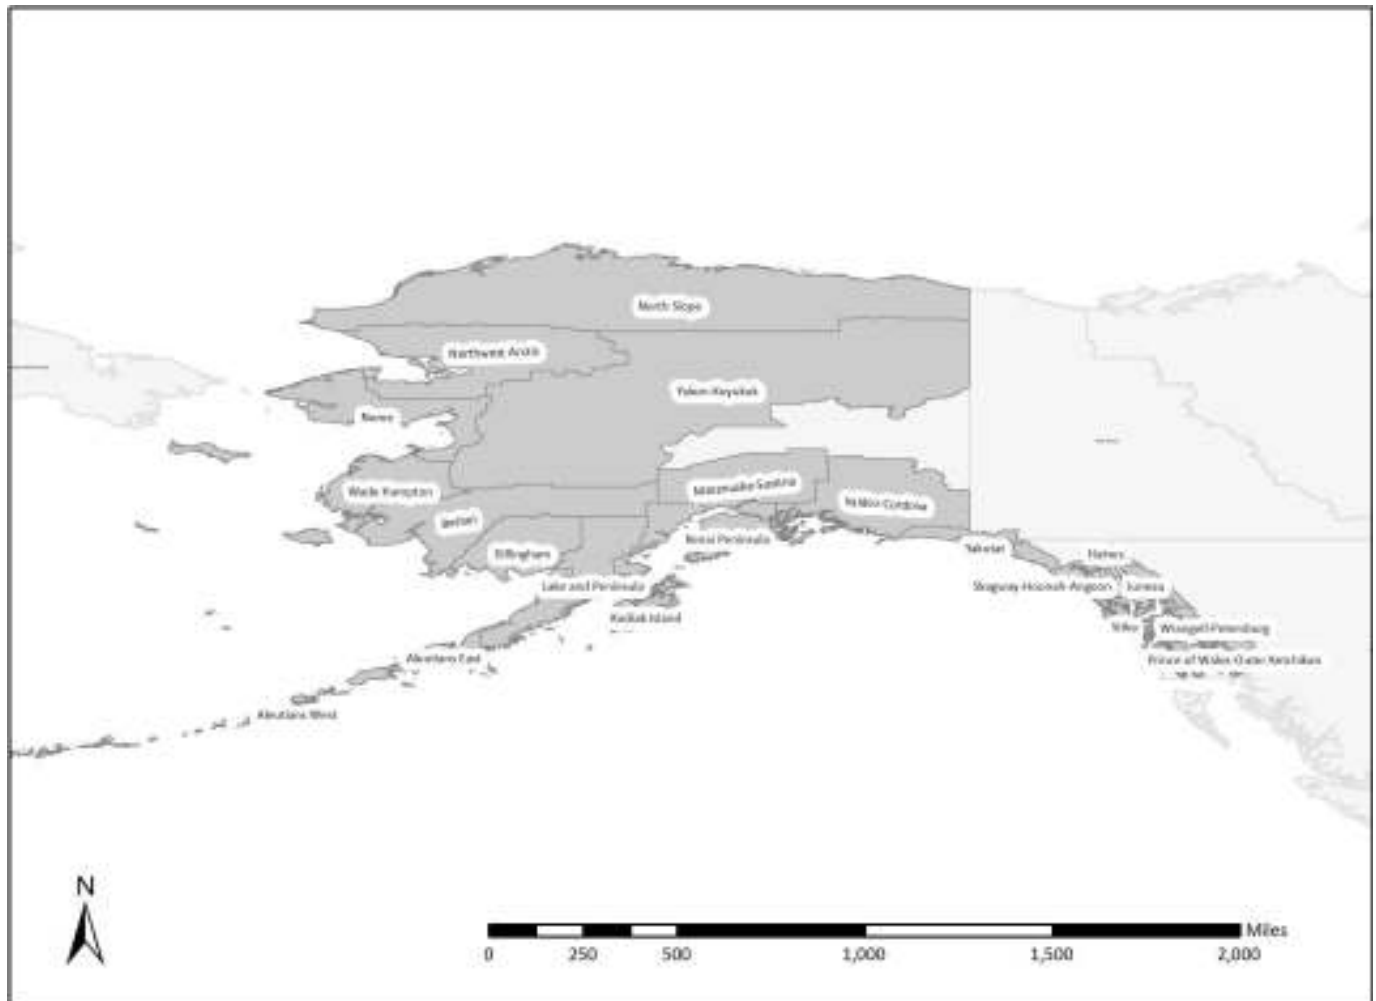 North Slope
Northwest Arctic
Yukon-Koyukuk
Nome
Wade Hampton
Matanuska-Susitna
Valdez-Cordova
Bethel
Dillingham
Kenai Peninsula
Yakutat
Haines
Lake and Peninsula
Skagway-Hoonah-Angoon
Juneau
Kodiak Island
Sitka
Wrangell-Petersburg
Aleutians East
Prince of Wales-Outer Ketchikan
Aleutians West
N
Miles
0 250 500 1,000 1,500 2,000